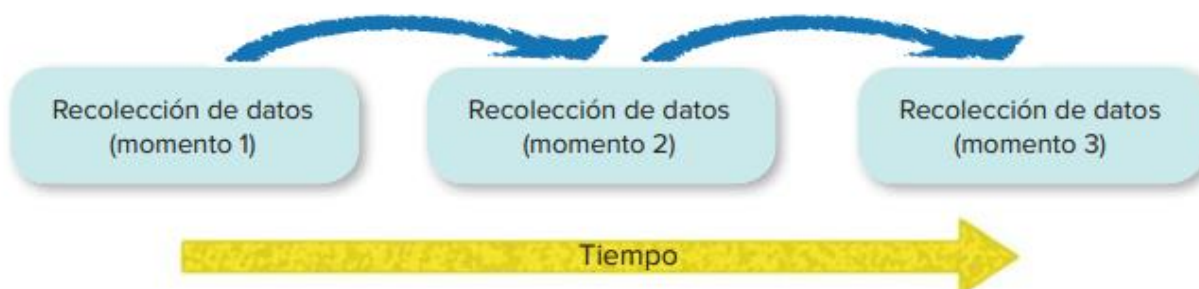 Recolección de datos
(momento 1)
Recolección de datos
(momento 2)
Recolección de datos
(momento 3)
Tiempo